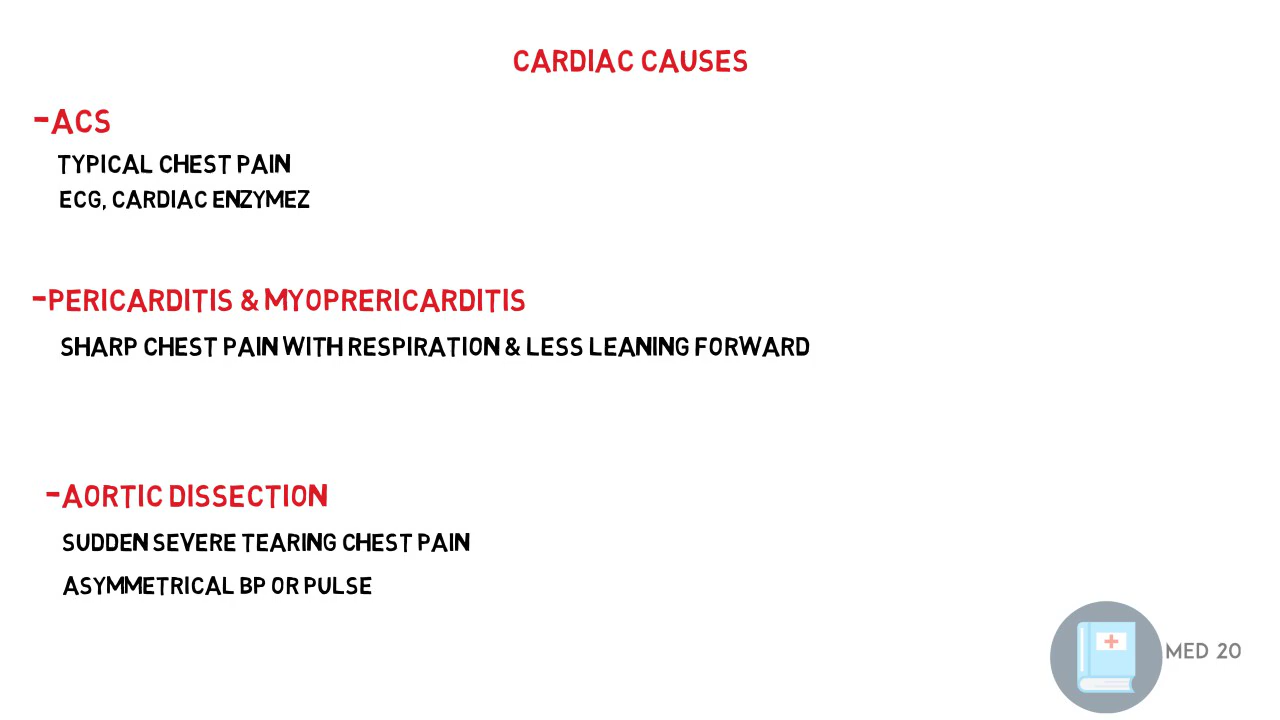 CARDIAC CAUSES
-ACS
TYPICAL CHEST PAIN
ECG, CARDIAC ENZYMEZ
-PERICARDITIS & MYOPRERICARDITIS
SHARP CHEST PAIN WITH RESPIRATION & LESS LEANING FORWARD
-AORTIC DISSECTION
SUDDEN SEVERE TEARING CHEST PAIN
ASYMMETRICAL BP OR PULSE
MED 20